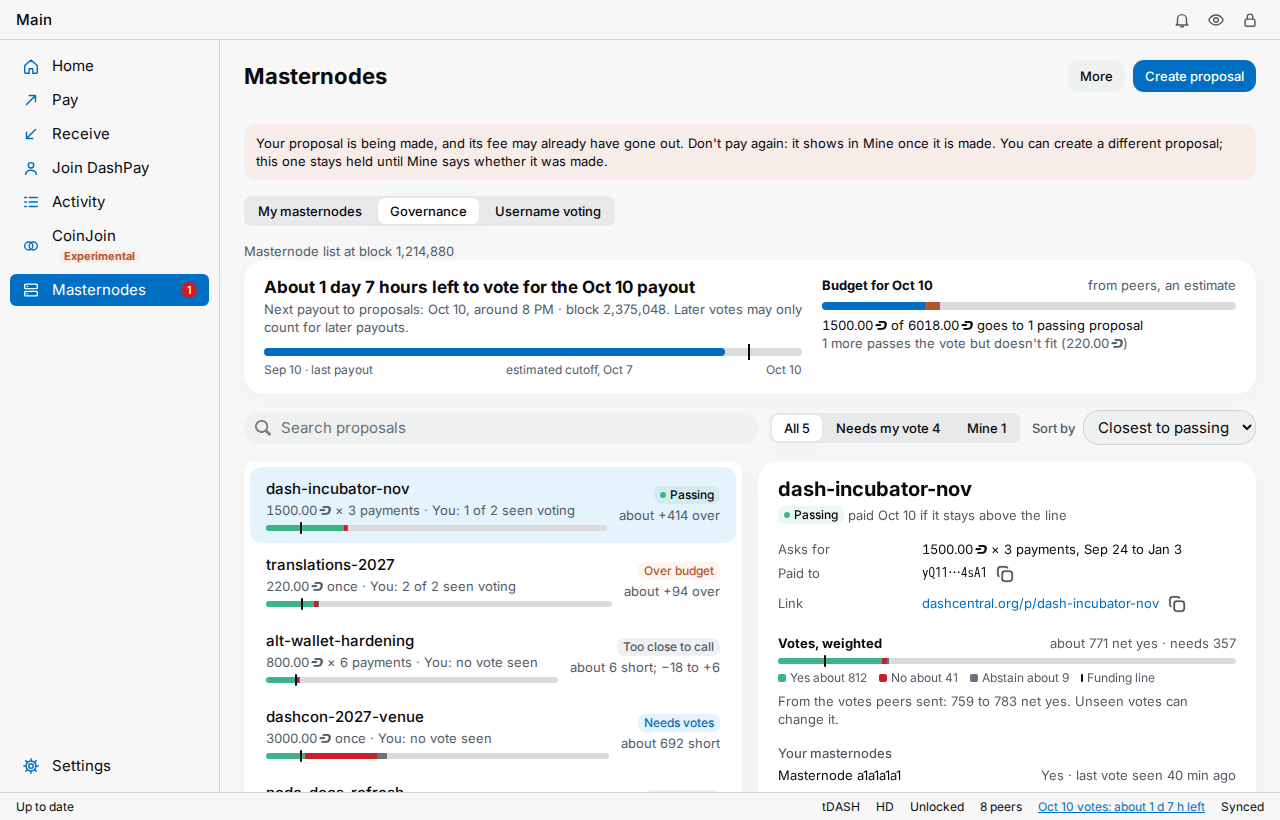 Main
Home
Pay
Receive
Join DashPay
Activity
CoinJoin
Experimental
Masternodes 1
Settings
Masternodes
More
Create proposal
Your proposal is being made, and its fee may already have gone out. Don't pay again: it shows in Mine once it is made. You can create a different proposal;
this one stays held until Mine says whether it was made.
My masternodes Governance Username voting
Masternode list at block 1,214,880
About 1 day 7 hours left to vote for the Oct 10 payout
Next payout to proposals: Oct 10, around 8 PM · block 2,375,048. Later votes may only
count for later payouts.
Sep 10 · last payout estimated cutoff, Oct 7 Oct 10
Budget for Oct 10 from peers, an estimate
1500.00 of 6018.00 goes to 1 passing proposal
1 more passes the vote but doesn't fit (220.00)
Search proposals
All 5 Needs my vote 4 Mine 1
Sort by Closest to passing
dash-incubator-nov
Passing
1500.00 × 3 payments · You: 1 of 2 seen voting
about +414 over
translations-2027
Over budget
220.00 once · You: 2 of 2 seen voting
about +94 over
alt-wallet-hardening
Too close to call
800.00 × 6 payments · You: no vote seen
about 6 short; −18 to +6
dashcon-2027-venue
Needs votes
3000.00 once · You: no vote seen
about 692 short
dash-incubator-nov
Passing paid Oct 10 if it stays above the line
Asks for 1500.00 × 3 payments, Sep 24 to Jan 3
Paid to yQ11···4sA1
Link dashcentral.org/p/dash-incubator-nov
Votes, weighted about 771 net yes · needs 357
Yes about 812 No about 41 Abstain about 9 Funding line
From the votes peers sent: 759 to 783 net yes. Unseen votes can
change it.
Your masternodes
Masternode a1a1a1a1 Yes · last vote seen 40 min ago
Up to date
tDASH HD Unlocked 8 peers Oct 10 votes: about 1 d 7 h left Synced